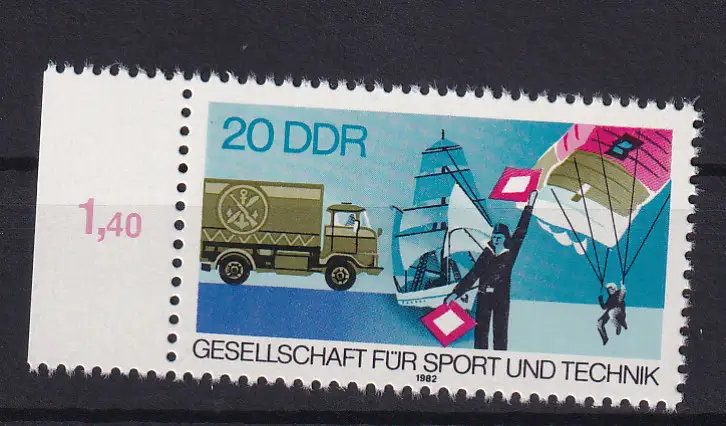 20 DDR
1,40
GESELLSCHAFT FÜR SPORT UND TECHNIK
1982